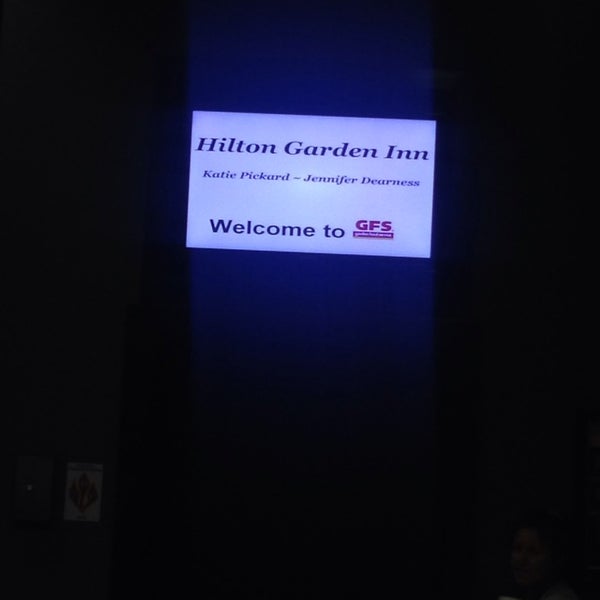 Hilton Garden Inn
Katie Pickard ~ Jennifer Dearness
Welcome to GFS